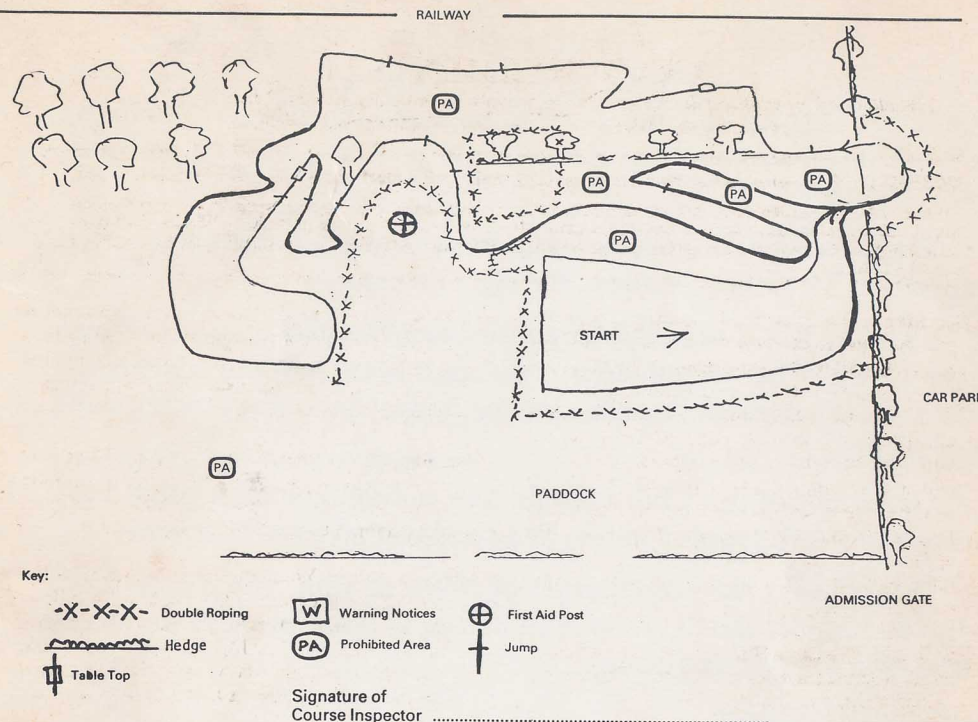 RAILWAY
PA
PA
PA
PA
PA
START
CAR PARK
PA
PADDOCK
Key:
-X-X-X- Double Roping
W Warning Notices
First Aid Post
ADMISSION GATE
Hedge
PA Prohibited Area
Jump
Table Top
Signature of
Course Inspector